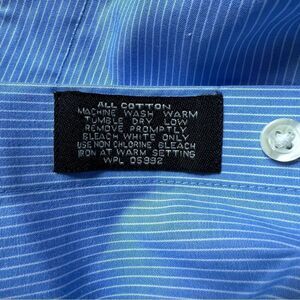 ALL COTTON
MACHINE WASH WARM
TUMBLE DRY LOW
REMOVE PROMPTLY
BLEACH WHITE ONLY
USE NON CHLORINE BLEACH
IRON AT WARM SETTING
WPL 05992